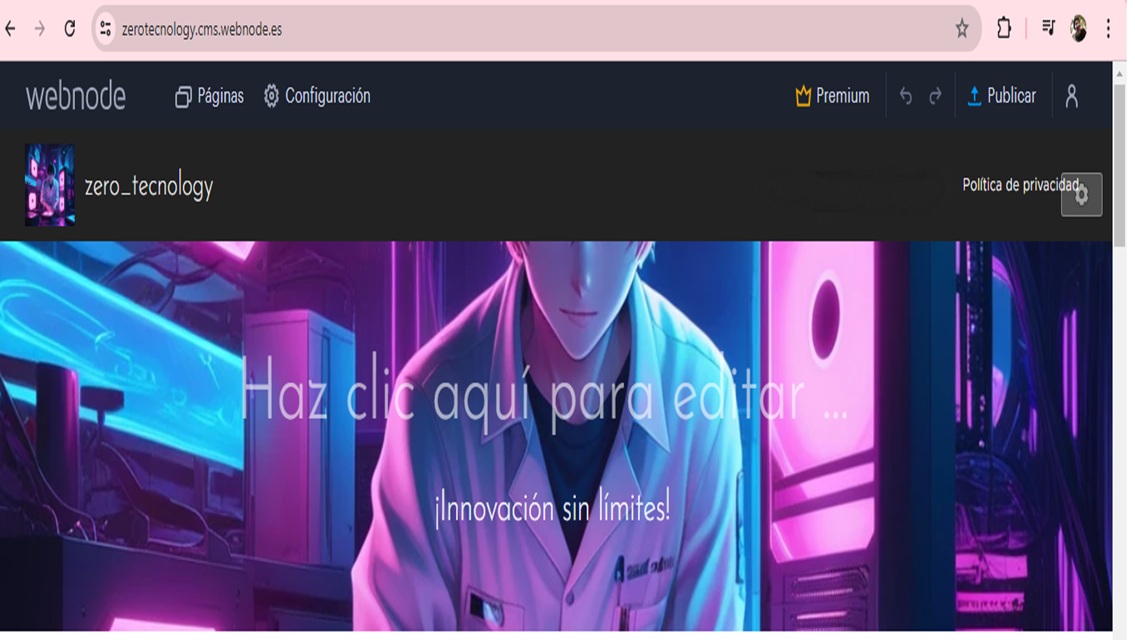 zerotecnology.cms.webnode.es
webnode Páginas Configuración Premium Publicar
zero_tecnology Política de privacidad
Haz clic aquí para editar ...
¡Innovación sin límites!